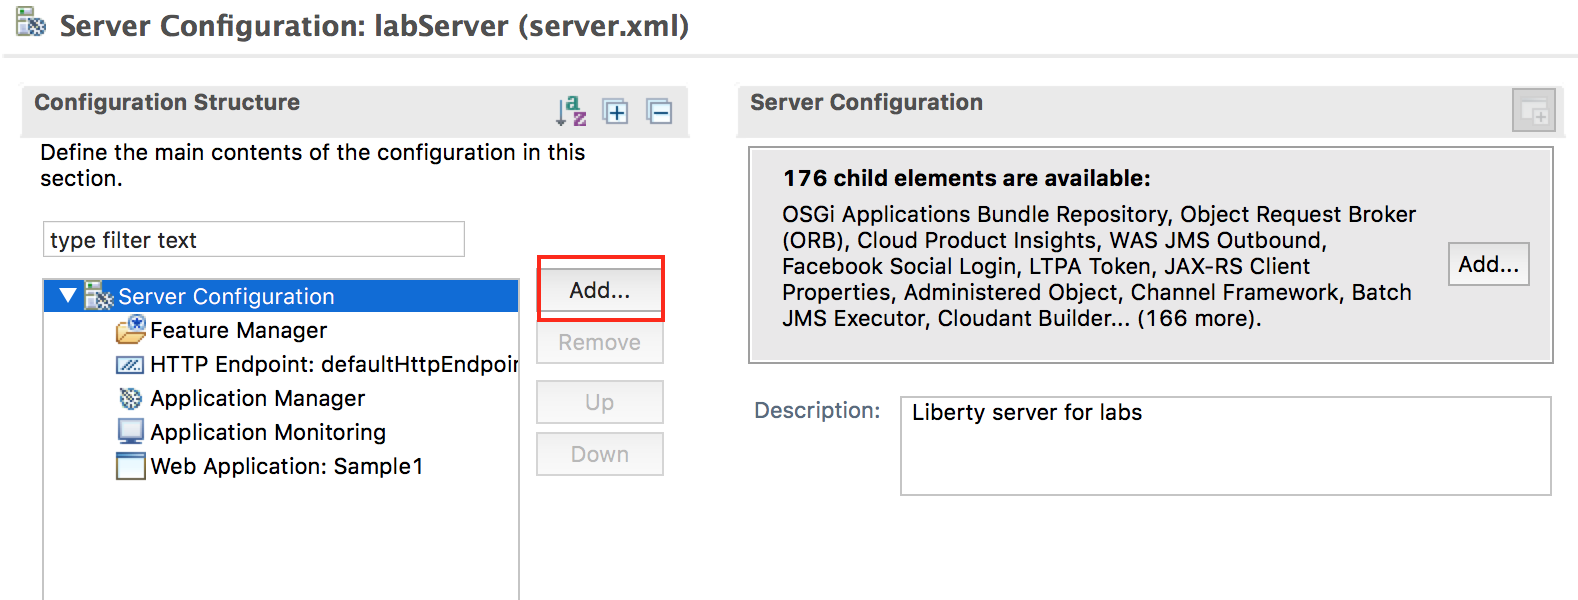 Server Configuration: labServer (server.xml)
Configuration Structure
a
z
Define the main contents of the configuration in this
section.
type filter text
Server Configuration
Feature Manager
HTTP Endpoint: defaultHttpEndpoin
Application Manager
Application Monitoring
Web Application: Sample1
Add...
Remove
Up
Down
Server Configuration
176 child elements are available:
OSGi Applications Bundle Repository, Object Request Broker
(ORB), Cloud Product Insights, WAS JMS Outbound,
Facebook Social Login, LTPA Token, JAX-RS Client
Properties, Administered Object, Channel Framework, Batch
JMS Executor, Cloudant Builder... (166 more).
Add...
Description:
Liberty server for labs